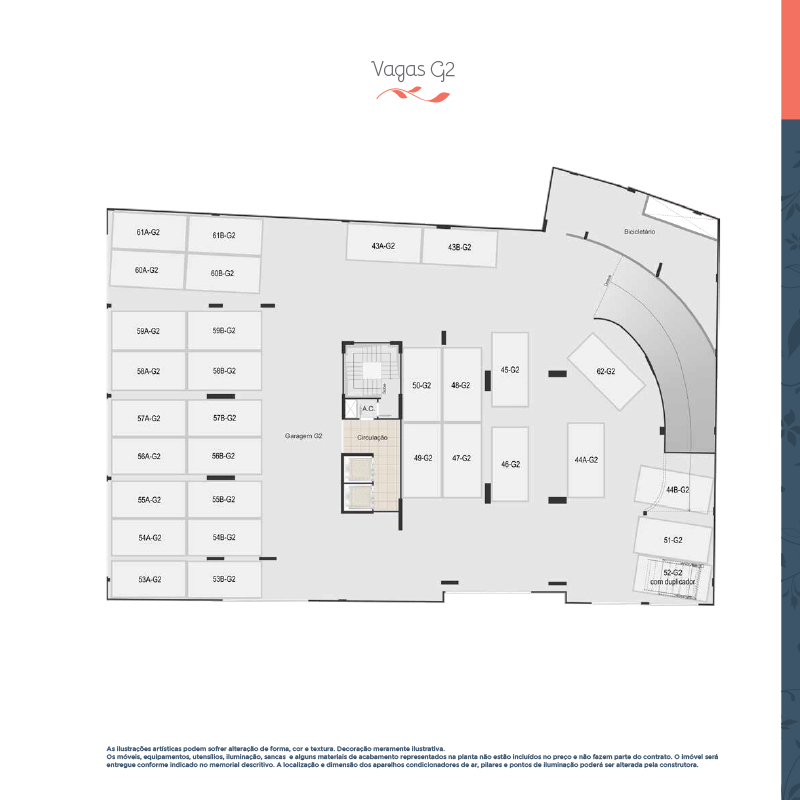 Vagas G2
Bicicletário
61A-G2
61B-G2
43A-G2
43B-G2
60A-G2
60B-G2
Desce
59A-G2
59B-G2
58A-G2
58B-G2
45-G2
62-G2
50-G2
48-G2
A.C.
57A-G2
57B-G2
Garagem G2
Circulação
56A-G2
56B-G2
49-G2
47-G2
46-G2
44A-G2
44B-G2
55A-G2
55B-G2
54A-G2
54B-G2
51-G2
53A-G2
53B-G2
52-G2
com duplicador
As ilustrações artísticas podem sofrer alteração de forma, cor e textura. Decoração meramente ilustrativa.
Os móveis, equipamentos, utensílios, iluminação, sancas e alguns materiais de acabamento representados na planta não estão incluídos no preço e não fazem parte do contrato. O imóvel será
entregue conforme indicado no memorial descritivo. A localização e dimensão dos aparelhos condicionadores de ar, pilares e pontos de iluminação poderá ser alterada pela construtora.